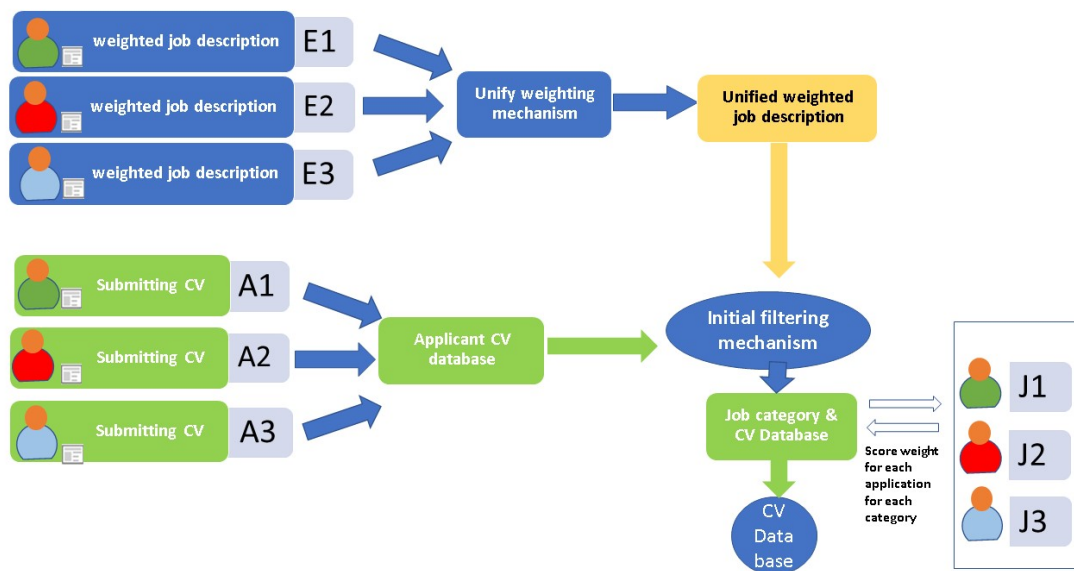 weighted job description
E1
weighted job description
E2
weighted job description
E3
Unify weighting
mechanism
Unified weighted
job description
Submitting CV
A1
Submitting CV
A2
Submitting CV
A3
Applicant CV
database
Initial filtering
mechanism
Job category &
CV Database
Score weight
for each
application
for each
category
CV
Data
base
J1
J2
J3